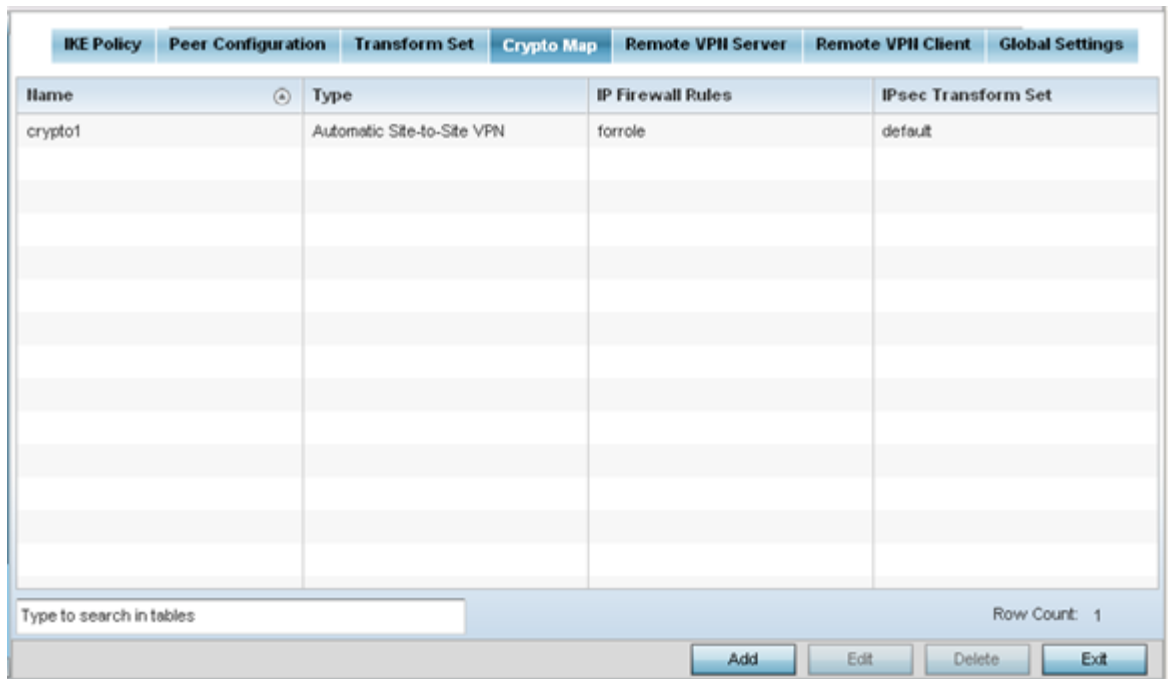 IKE Policy Peer Configuration Transform Set Crypto Map Remote VPN Server Remote VPN Client Global Settings
Name Type IP Firewall Rules IPsec Transform Set
crypto1 Automatic Site-to-Site VPN forrole default
Type to search in tables Row Count: 1
Add Edit Delete Exit